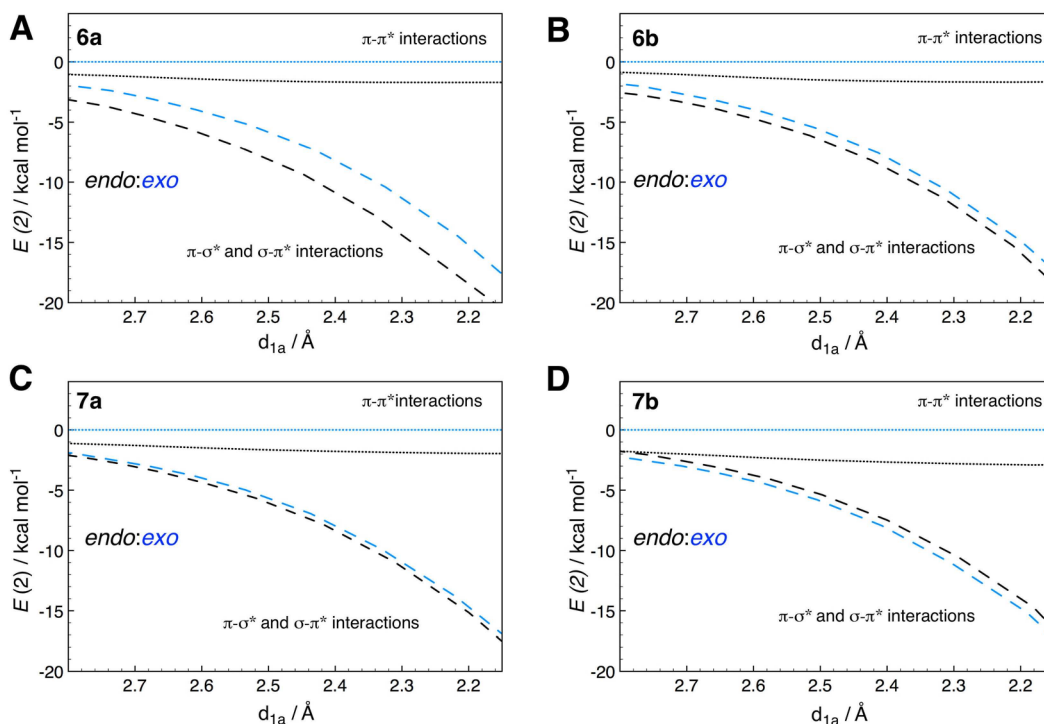 A
6a
π-π* interactions
0
-5
-10
-15
-20
E (2) / kcal mol⁻¹
endo:exo
π-σ* and σ-π* interactions
2.7 2.6 2.5 2.4 2.3 2.2
d1a / Å
B
6b
π-π* interactions
0
-5
-10
-15
-20
E (2) / kcal mol⁻¹
endo:exo
π-σ* and σ-π* interactions
2.7 2.6 2.5 2.4 2.3 2.2
d1a / Å
C
7a
π-π*interactions
0
-5
-10
-15
-20
E (2) / kcal mol⁻¹
endo:exo
π-σ* and σ-π* interactions
2.7 2.6 2.5 2.4 2.3 2.2
d1a / Å
D
7b
π-π* interactions
0
-5
-10
-15
-20
E (2) / kcal mol⁻¹
endo:exo
π-σ* and σ-π* interactions
2.7 2.6 2.5 2.4 2.3 2.2
d1a / Å